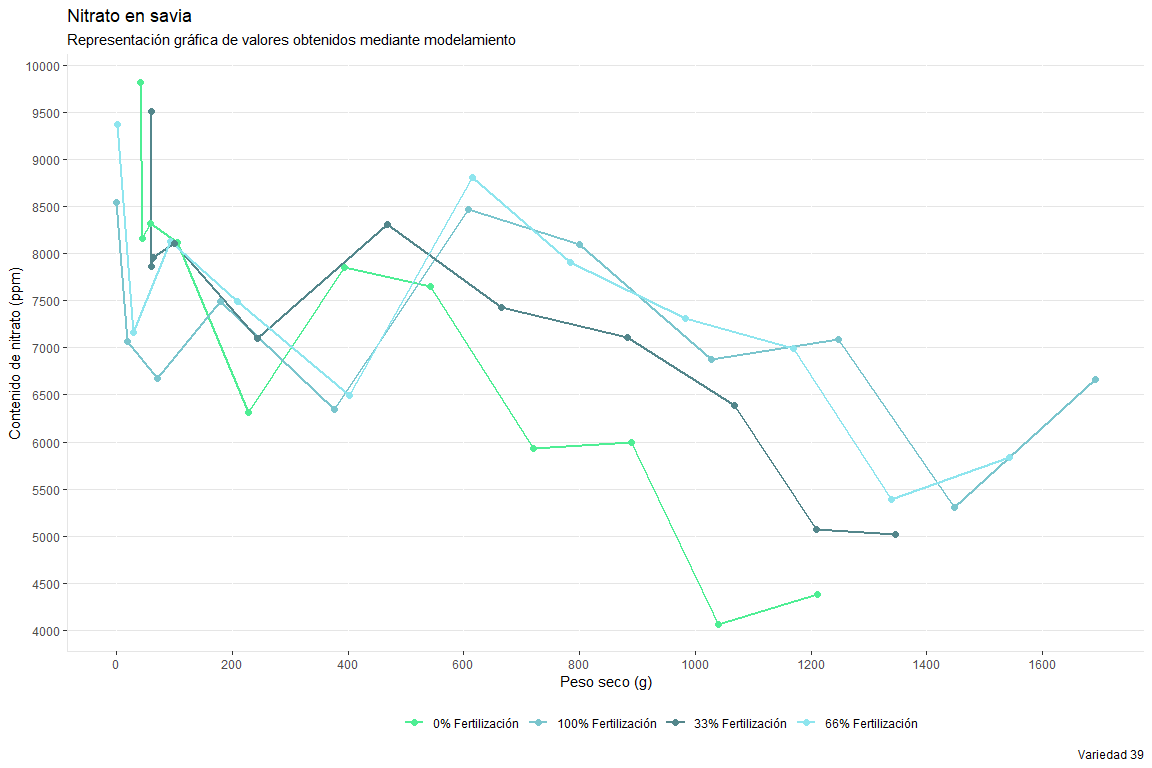 Nitrato en savia
Representación gráfica de valores obtenidos mediante modelamiento
Contenido de nitrato (ppm)
10000
9500
9000
8500
8000
7500
7000
6500
6000
5500
5000
4500
4000
0 200 400 600 800 1000 1200 1400 1600
Peso seco (g)
0% Fertilización 100% Fertilización 33% Fertilización 66% Fertilización
Variedad 39